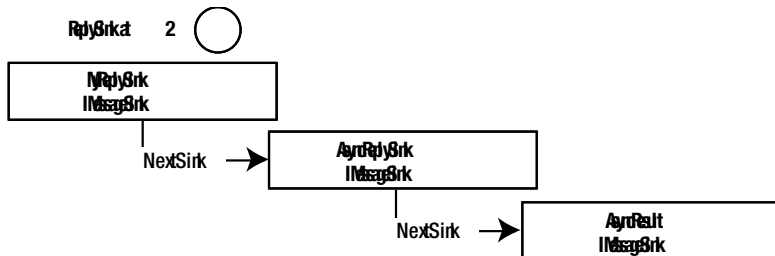 ReplySink at 2
MyReplySink
IMessageSink
NextSink
AsyncReplySink
IMessageSink
NextSink
AsyncResult
IMessageSink